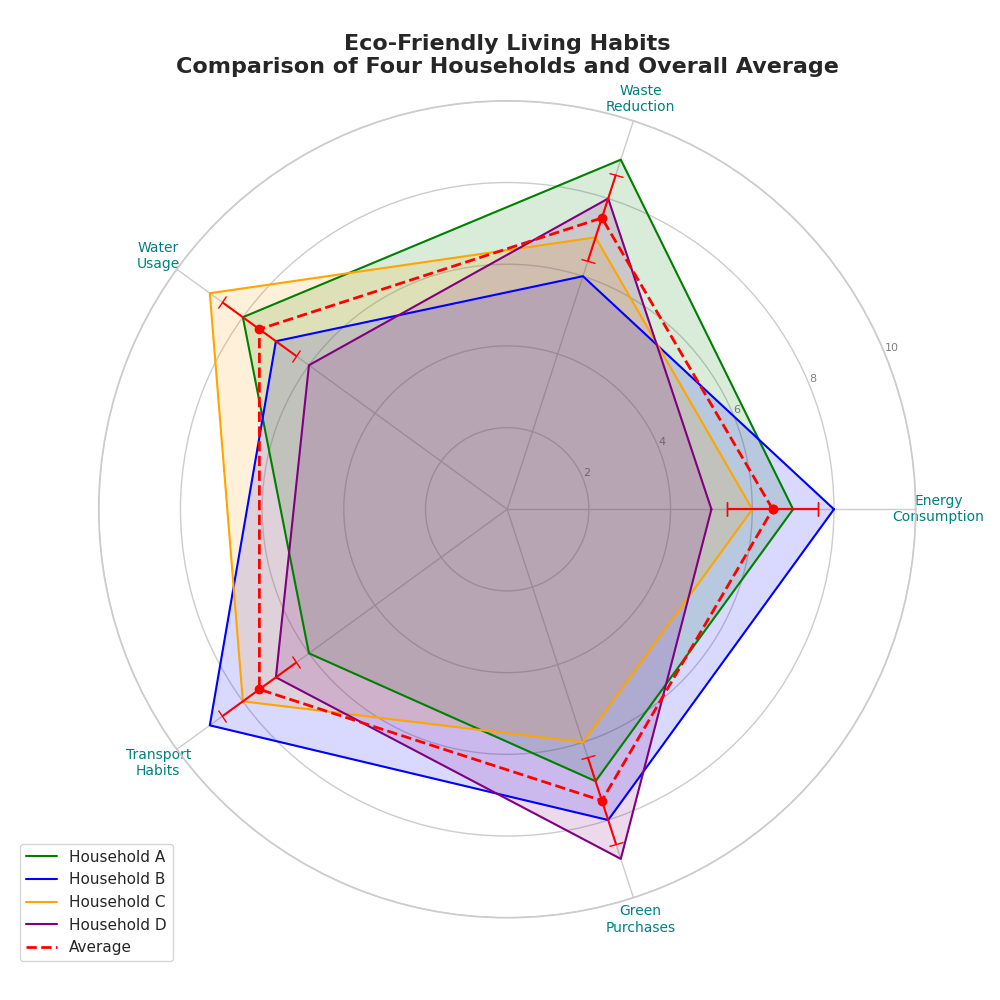 Eco-Friendly Living Habits
Comparison of Four Households and Overall Average
Waste
Reduction
Water
Usage
Energy
Consumption
Transport
Habits
Green
Purchases
2
4
6
8
10
Household A
Household B
Household C
Household D
Average